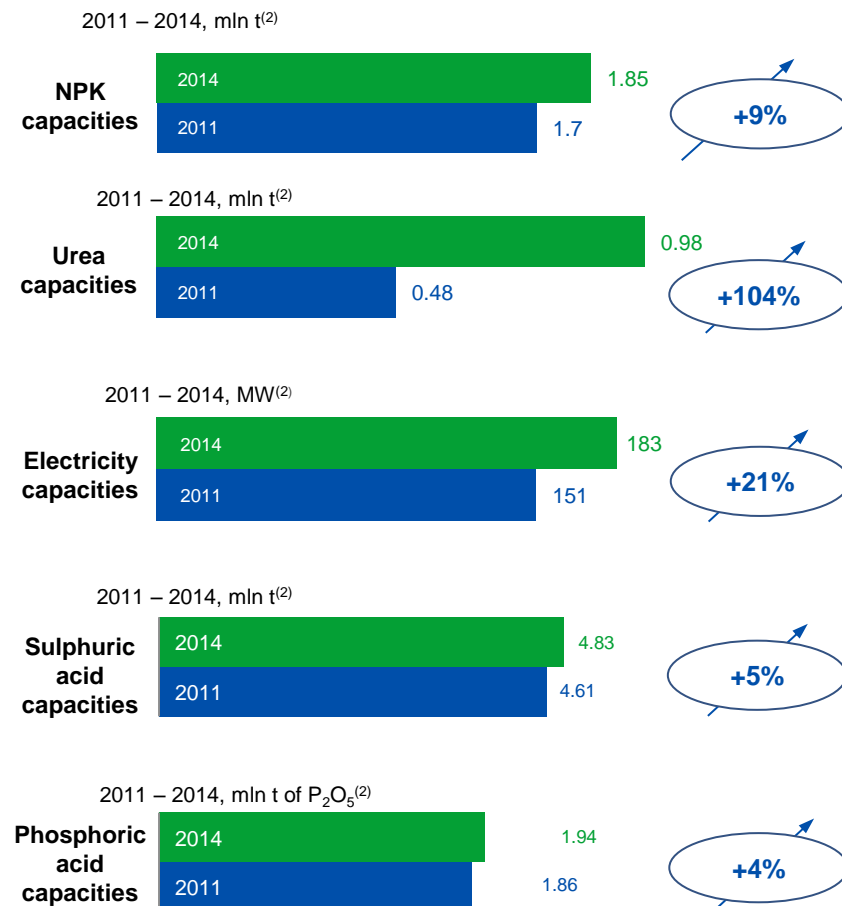 2011 – 2014, mln t(2)
NPK
capacities
2014
1.85
2011
1.7
+9%
2011 – 2014, mln t(2)
Urea
capacities
2014
0.98
2011
0.48
+104%
2011 – 2014, MW(2)
Electricity
capacities
2014
183
2011
151
+21%
2011 – 2014, mln t(2)
Sulphuric
acid
capacities
2014
4.83
2011
4.61
+5%
2011 – 2014, mln t of P2O5(2)
Phosphoric
acid
capacities
2014
1.94
2011
1.86
+4%